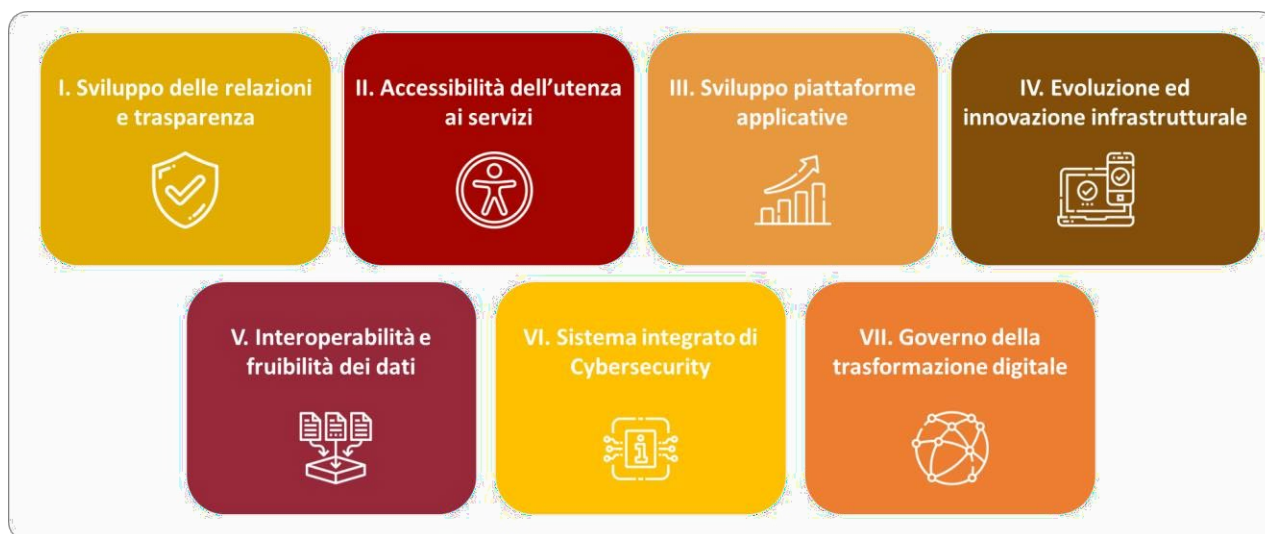 I. Sviluppo delle relazioni
e trasparenza
II. Accessibilità dell’utenza
ai servizi
III. Sviluppo piattaforme
applicative
IV. Evoluzione ed
innovazione infrastrutturale
V. Interoperabilità e
fruibilità dei dati
VI. Sistema integrato di
Cybersecurity
VII. Governo della
trasformazione digitale